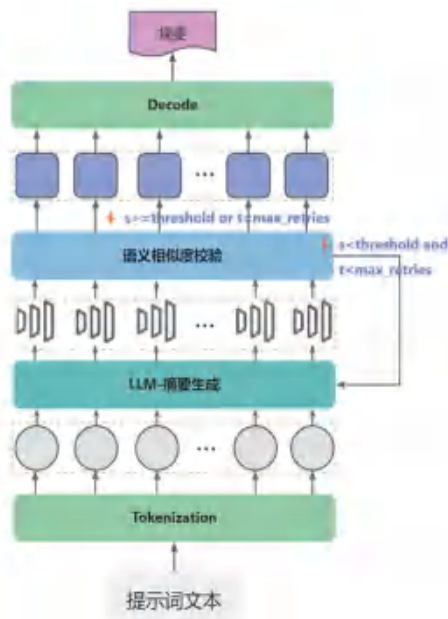 摘要
Decode
...
s>=threshold or t=max_retries
语义相似度校验
s<threshold and
t<max_retries
...
LLM-摘要生成
...
Tokenization
提示词文本